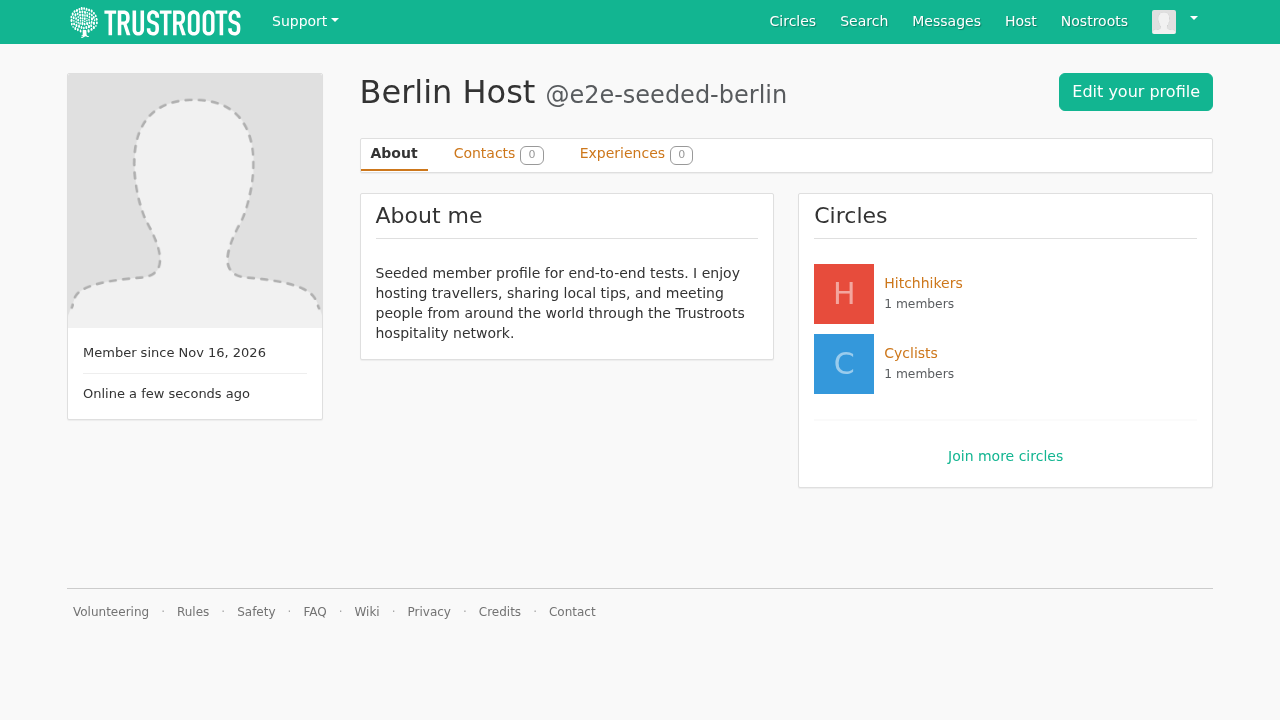 TRUSTROOTS Support Circles Search Messages Host Nostroots
Berlin Host @e2e-seeded-berlin
Edit your profile
About Contacts 0 Experiences 0
About me
Seeded member profile for end-to-end tests. I enjoy
hosting travellers, sharing local tips, and meeting
people from around the world through the Trustroots
hospitality network.
Circles
H
Hitchhikers
1 members
C
Cyclists
1 members
Join more circles
Member since Nov 16, 2026
Online a few seconds ago
Volunteering · Rules · Safety · FAQ · Wiki · Privacy · Credits · Contact